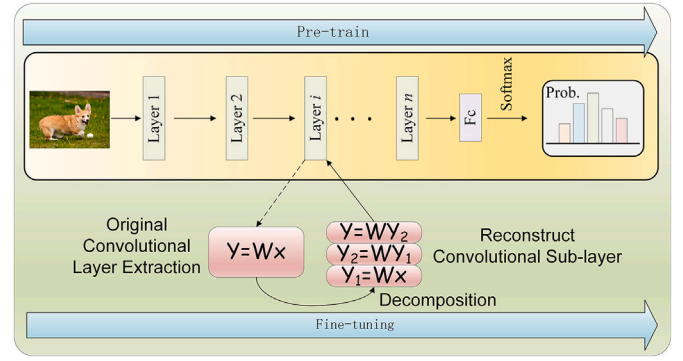 Pre-train
Layer 1
Layer 2
Layer i
. . .
Layer n
Fc
Softmax
Prob.
Original
Convolutional
Layer Extraction
Y=Wx
Y=WY₂
Y₂=WY₁
Y₁=Wx
Reconstruct
Convolutional Sub-layer
Decomposition
Fine-tuning